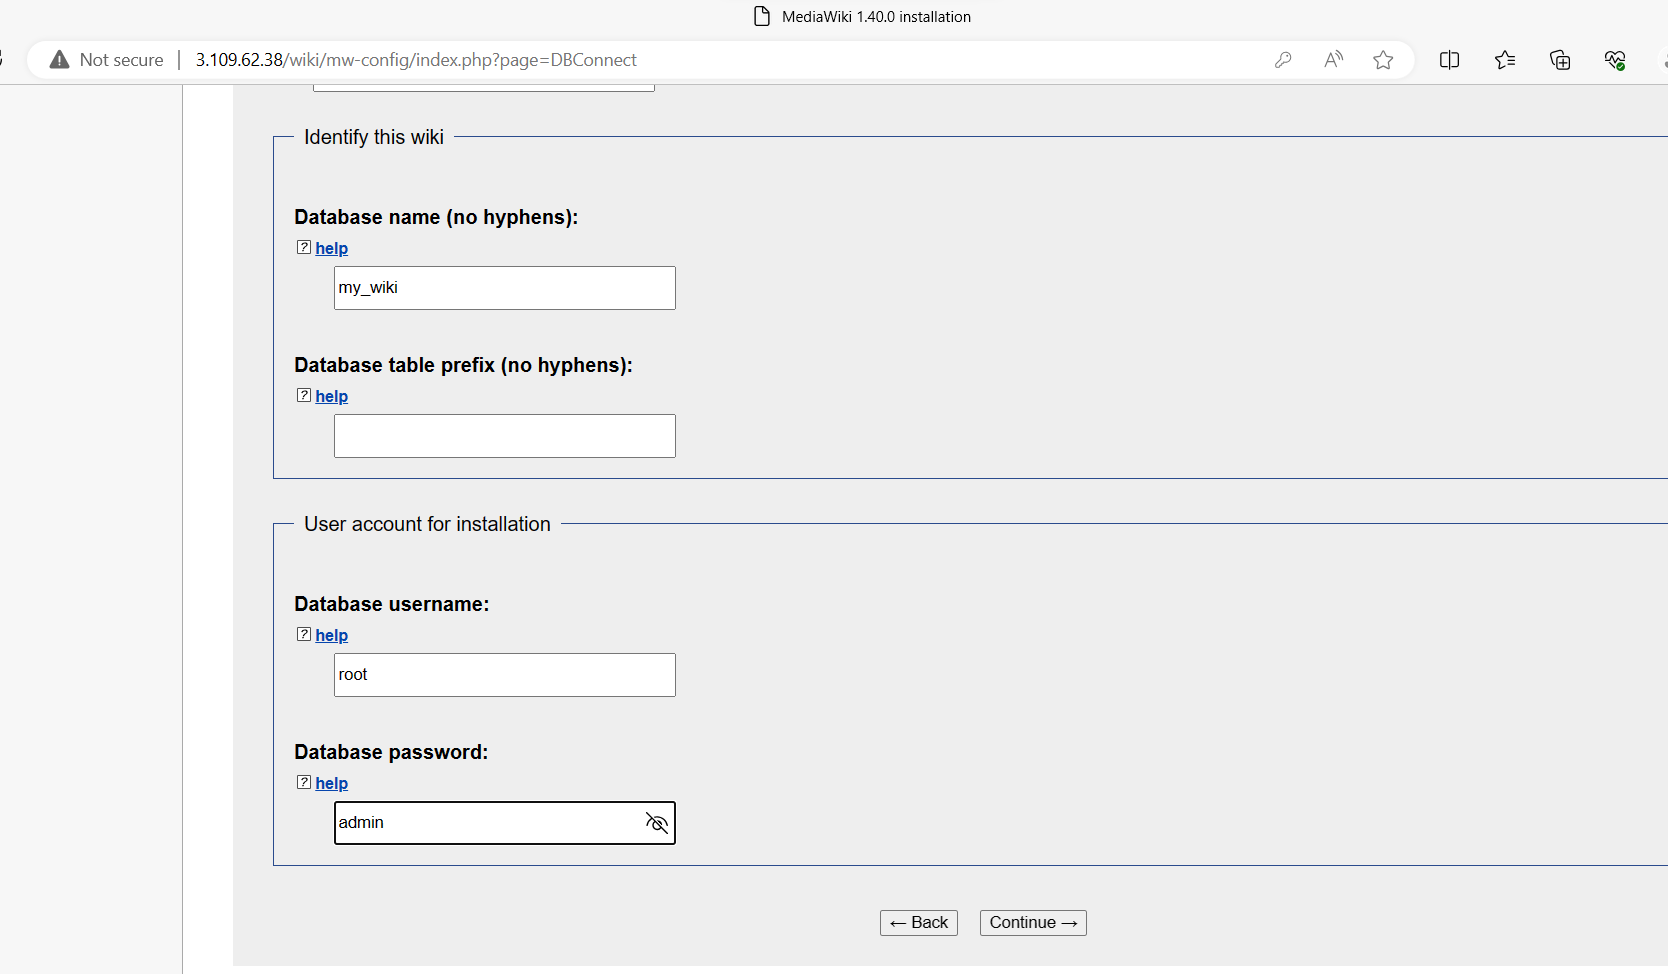 MediaWiki 1.40.0 installation
Not secure | 3.109.62.38/wiki/mw-config/index.php?page=DBConnect
Identify this wiki
Database name (no hyphens):
? help
my_wiki
Database table prefix (no hyphens):
? help
User account for installation
Database username:
? help
root
Database password:
? help
admin
← Back Continue →